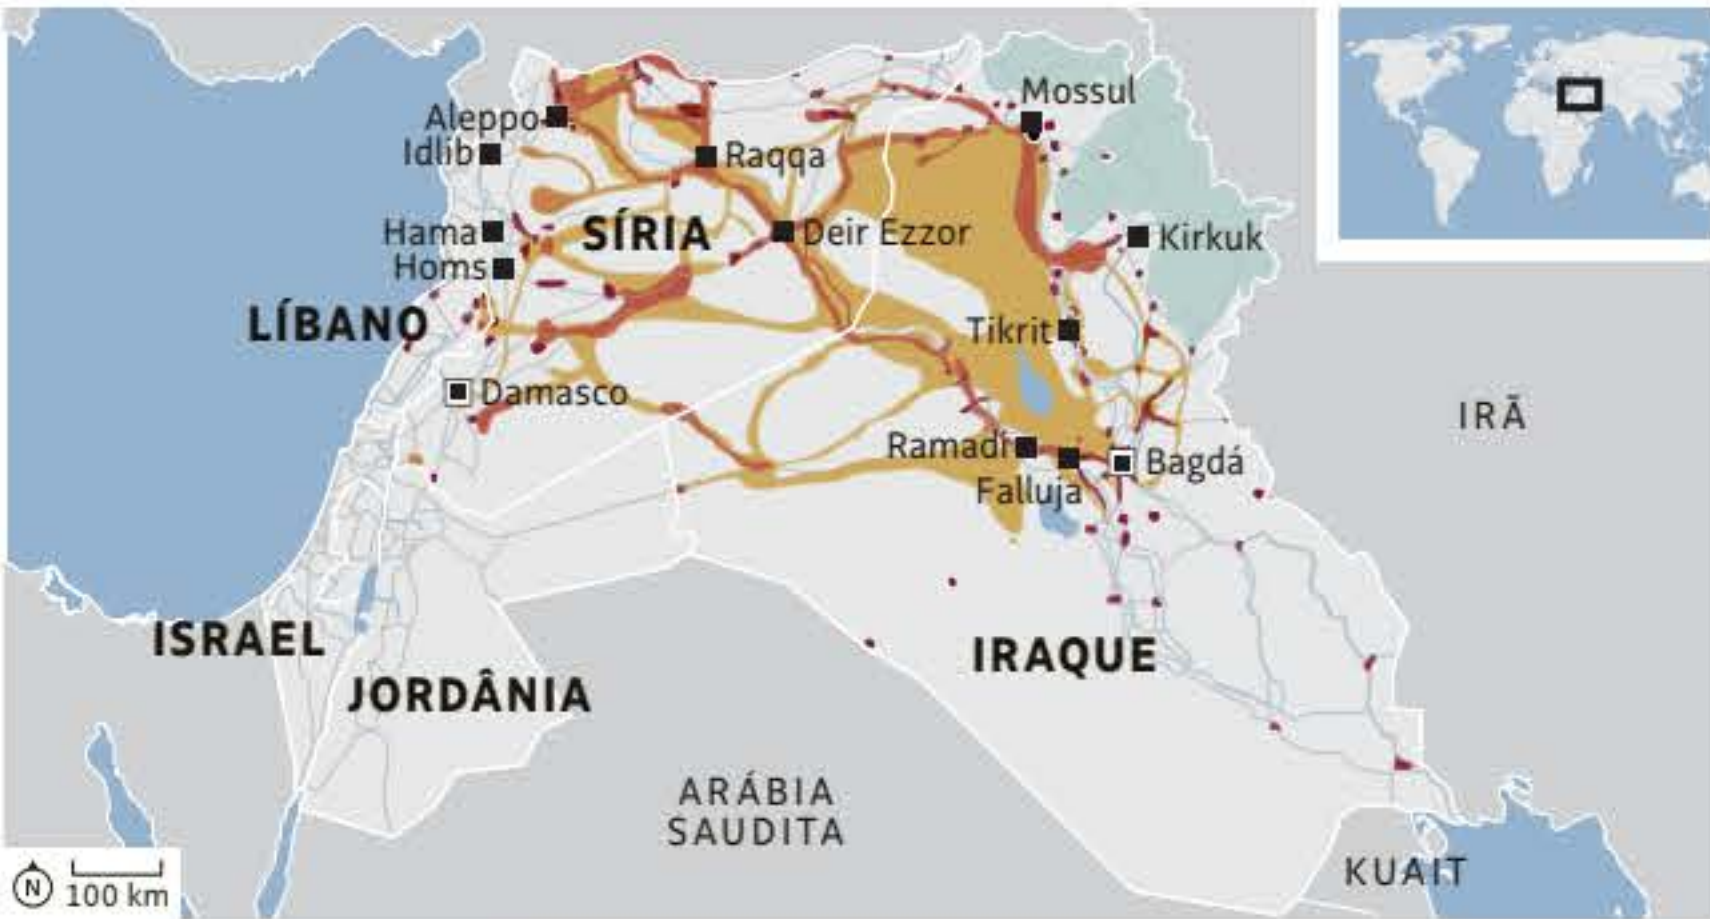 Mossul
Aleppo
Idlib
Raqqa
Hama
SÍRIA
Deir Ezzor
Kirkuk
Homs
LÍBANO
Tikrit
Damasco
IRÃ
Ramadi
Bagdá
Falluja
ISRAEL
IRAQUE
JORDÂNIA
ARÁBIA
SAUDITA
KUAIT
N
100 km